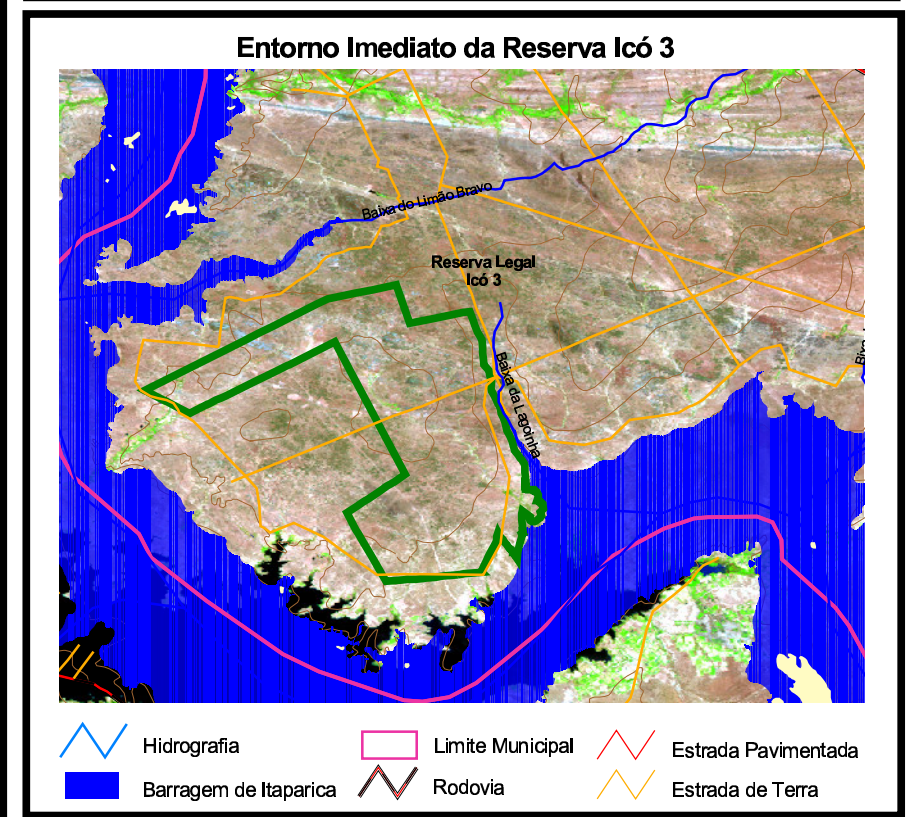 Entorno Imediato da Reserva Icó 3
Baixa do Limão Bravo
Reserva Legal
Icó 3
Baixa da Lagoinha
Hidrografia
Limite Municipal
Estrada Pavimentada
Barragem de Itaparica
Rodovia
Estrada de Terra